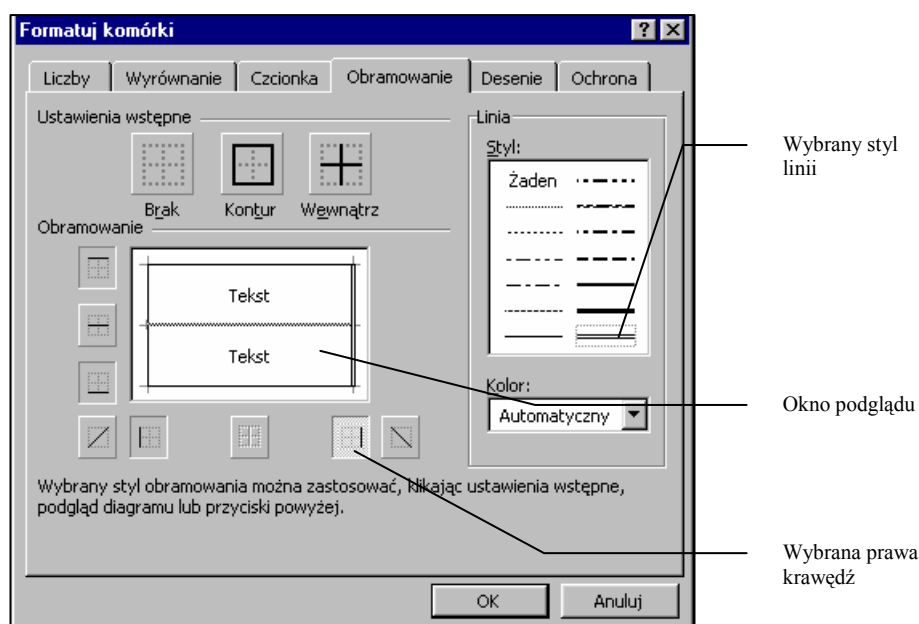 Formatuj komórki
Liczby Wyrównanie Czcionka Obramowanie Desenie Ochrona
Ustawienia wstępne
Brak Kontur Wewnątrz
Obramowanie
Tekst
Tekst
Wybrany styl obramowania można zastosować, klikając ustawienia wstępne,
podgląd diagramu lub przyciski powyżej.
Linia
Styl:
Żaden
Kolor:
Automatyczny
OK Anuluj
Wybrany styl
linii
Okno podglądu
Wybrana prawa
krawędź